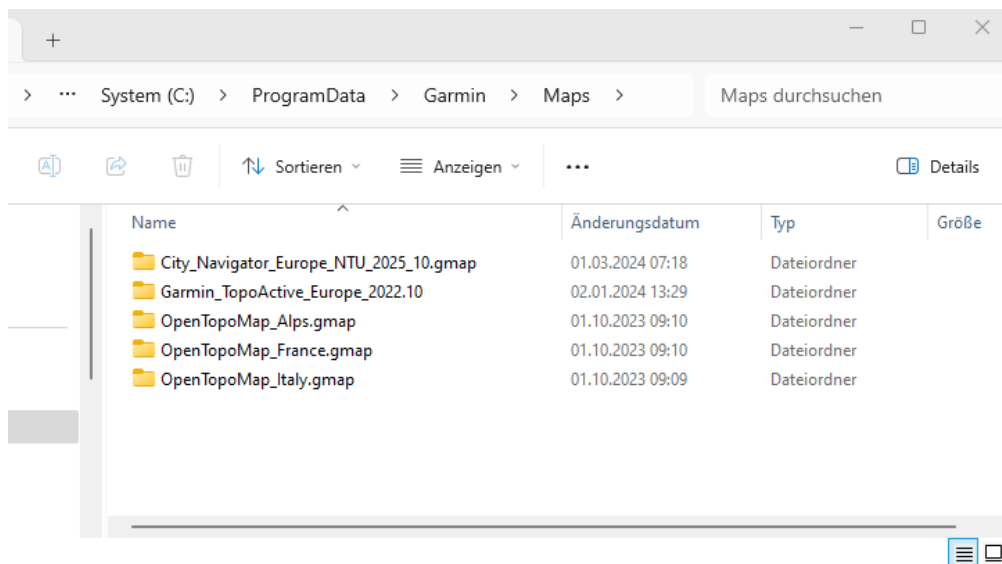 System (C:) > ProgramData > Garmin > Maps >
Maps durchsuchen
Sortieren
Anzeigen
Details
Name Änderungsdatum Typ Größe
City_Navigator_Europe_NTU_2025_10.gmap 01.03.2024 07:18 Dateiordner
Garmin_TopoActive_Europe_2022.10 02.01.2024 13:29 Dateiordner
OpenTopoMap_Alps.gmap 01.10.2023 09:10 Dateiordner
OpenTopoMap_France.gmap 01.10.2023 09:10 Dateiordner
OpenTopoMap_Italy.gmap 01.10.2023 09:09 Dateiordner